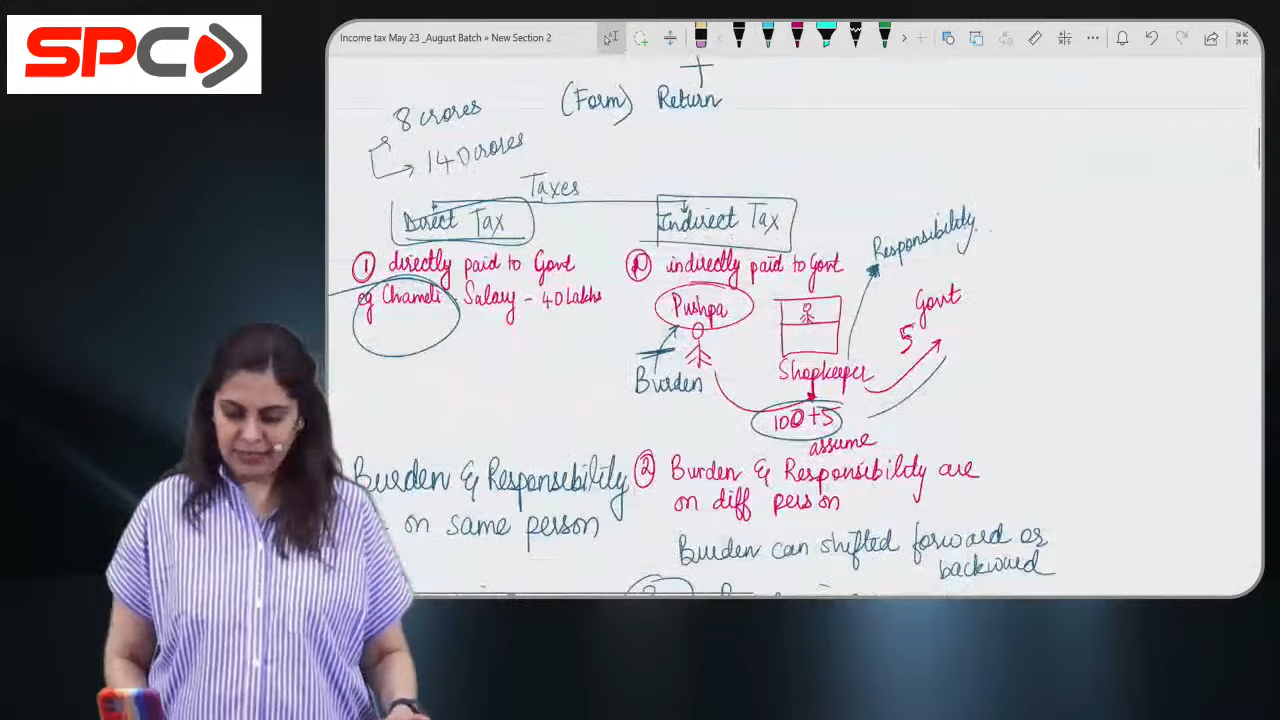 SPC
Income tax May 23 _August Batch » New Section 2
(Form) Return
8 crores
140 crores
Taxes
Direct Tax
Indirect Tax
Responsibility.
① directly paid to Govt
eg Chameli - Salary - 40 Lakhs
indirectly paid to Govt
Pushpa
Govt
5
Burden
Shopkeeper
100+5
assume
Burden & Responsibility
on same person
② Burden & Responsibility are
on diff person
Burden can shifted forward or
backward